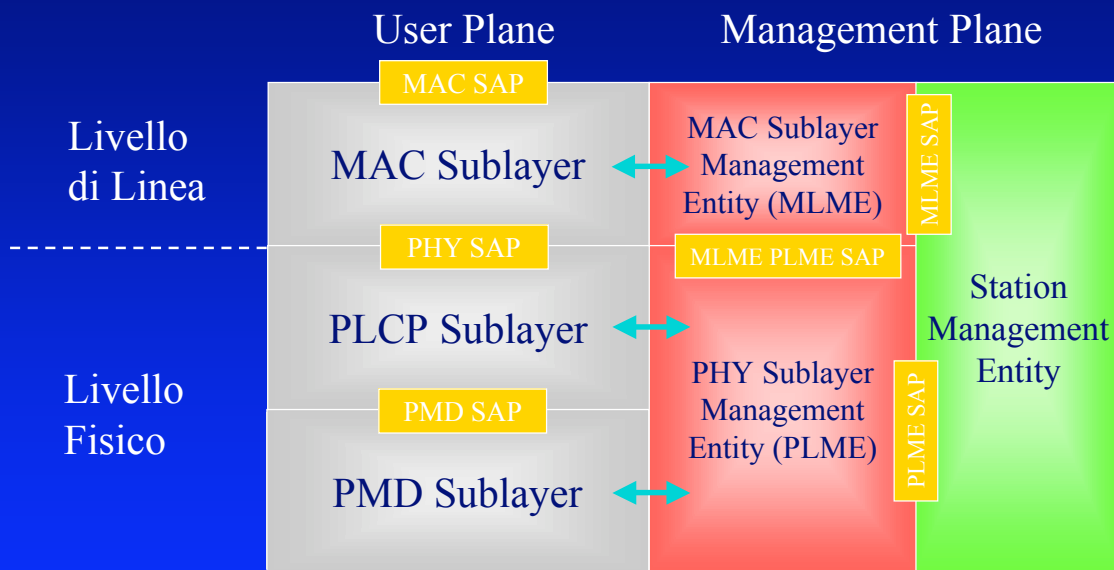 User Plane
Management Plane
MAC SAP
Livello
di Linea
MAC Sublayer
MAC Sublayer
Management
Entity (MLME)
MLME SAP
PHY SAP
MLME PLME SAP
PLCP Sublayer
Station
Management
Entity
Livello
Fisico
PMD SAP
PHY Sublayer
Management
Entity (PLME)
PLME SAP
PMD Sublayer